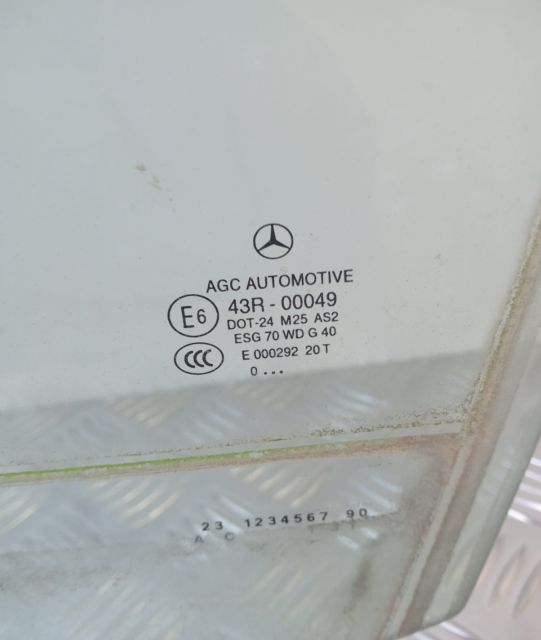 AGC AUTOMOTIVE
E6 43R - 00049
DOT-24 M25 AS2
ESG 70 WD G 40
CCC E 000292 20 T
0 ...
23 1234567 90
A C